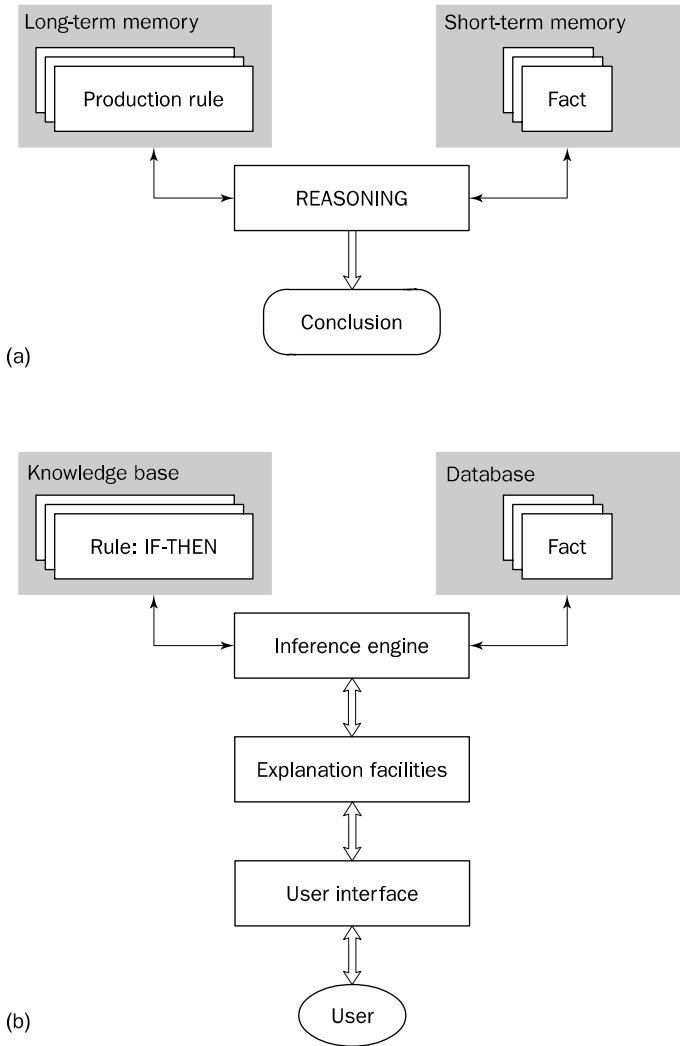 Long-term memory
Short-term memory
Production rule
Fact
REASONING
Conclusion
(a)
Knowledge base
Database
Rule: IF-THEN
Fact
Inference engine
Explanation facilities
User interface
User
(b)